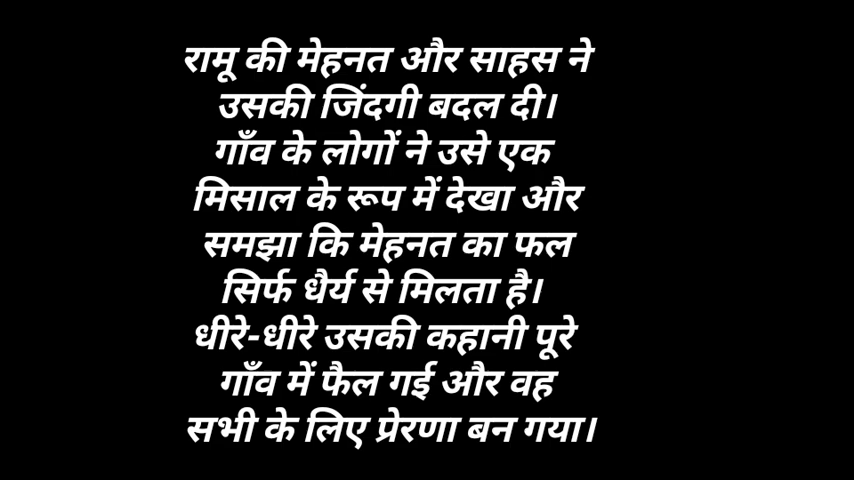 रामू की मेहनत और साहस ने
उसकी जिंदगी बदल दी।
गाँव के लोगों ने उसे एक
मिसाल के रूप में देखा और
समझा कि मेहनत का फल
सिर्फ धैर्य से मिलता है।
धीरे-धीरे उसकी कहानी पूरे
गाँव में फैल गई और वह
सभी के लिए प्रेरणा बन गया।